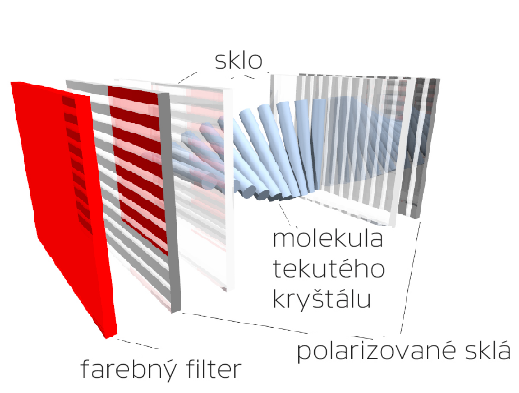 sklo
molekula
tekutého
kryštálu
polarizované sklá
farebný filter